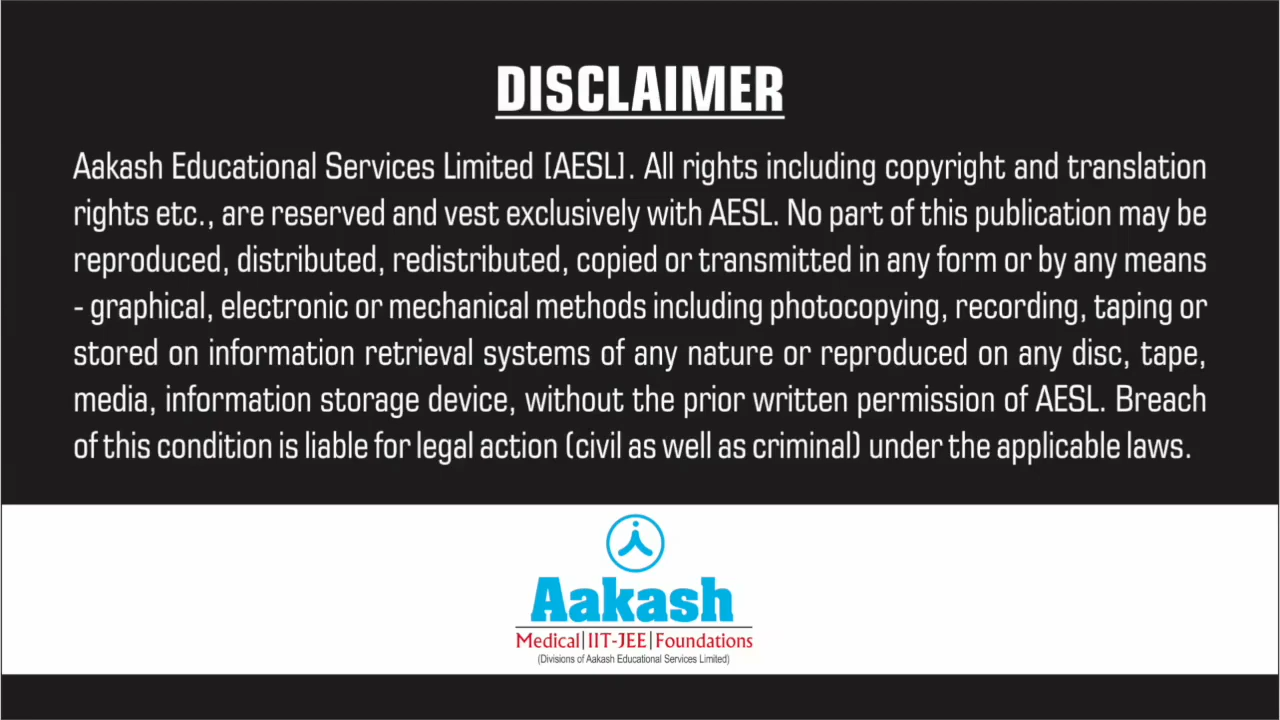 DISCLAIMER
Aakash Educational Services Limited [AESL]. All rights including copyright and translation
rights etc., are reserved and vest exclusively with AESL. No part of this publication may be
reproduced, distributed, redistributed, copied or transmitted in any form or by any means
- graphical, electronic or mechanical methods including photocopying, recording, taping or
stored on information retrieval systems of any nature or reproduced on any disc, tape,
media, information storage device, without the prior written permission of AESL. Breach
of this condition is liable for legal action (civil as well as criminal) under the applicable laws.
Aakash
Medical|IIT-JEE|Foundations
(Divisions of Aakash Educational Services Limited)